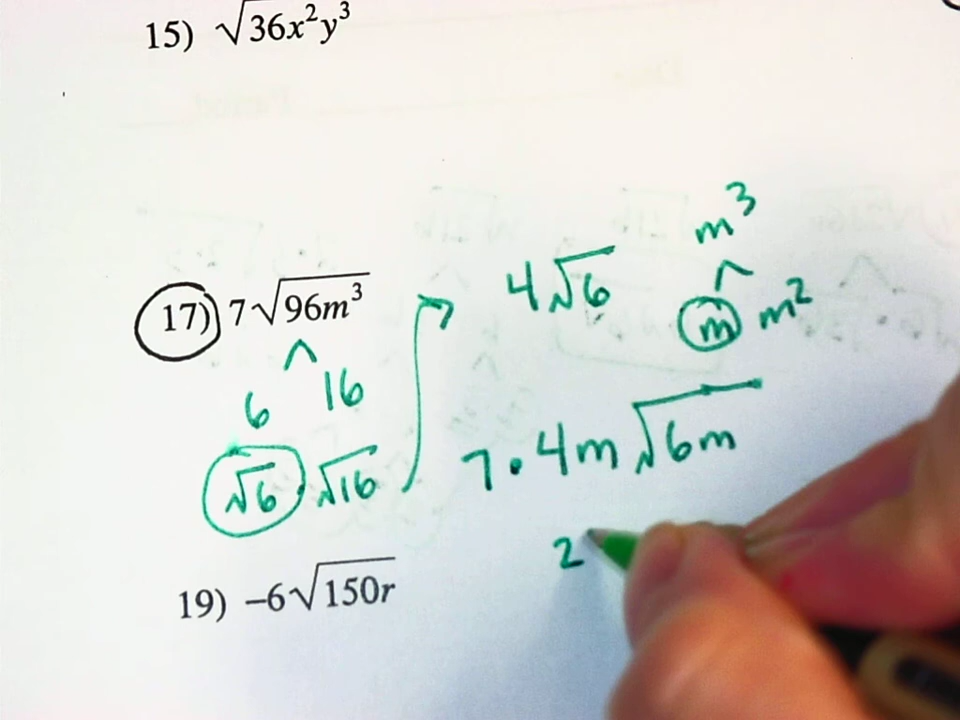 15) √36x²y³
m³
17) 7√96m³
4√6
m m²
6 16
7 · 4m√6m
√6 · √16
2
19) –6√150r